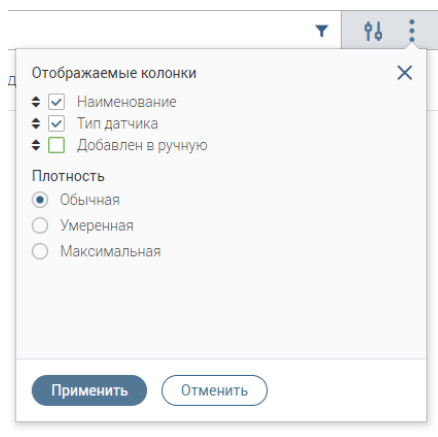 Д
Отображаемые колонки
Наименование
Тип датчика
Добавлен в ручную
Плотность
Обычная
Умеренная
Максимальная
Применить
Отменить